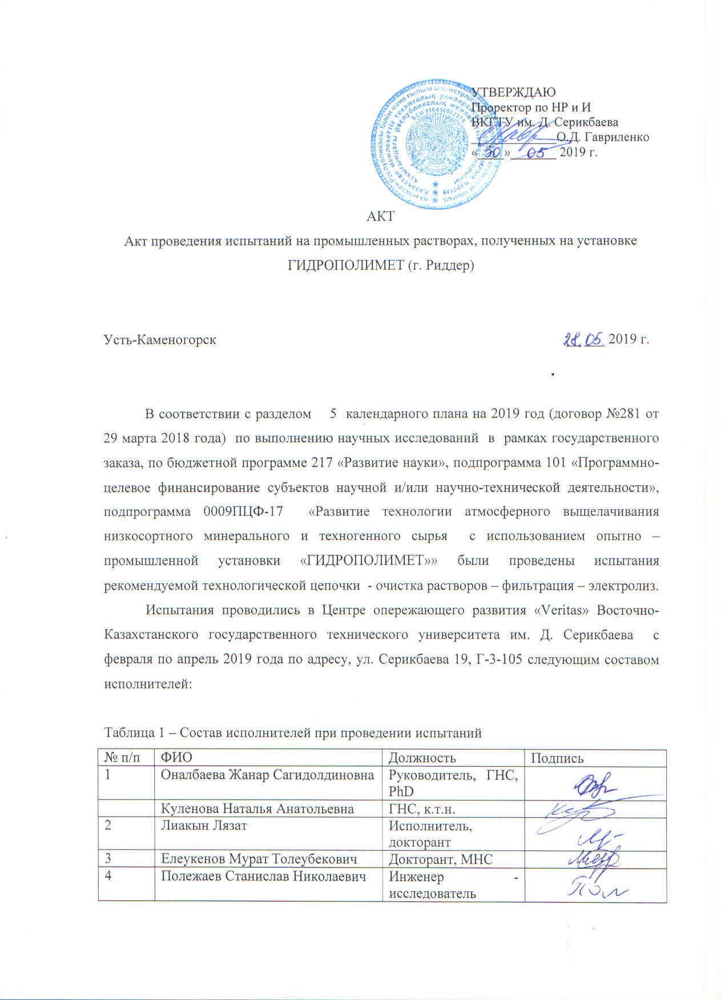 УТВЕРЖДАЮ
Проректор по НР и И
ВКГТУ им. Д. Серикбаева
О.Д. Гавриленко
«30» 05 2019 г.
АКТ
Акт проведения испытаний на промышленных растворах, полученных на установке
ГИДРОПОЛИМЕТ (г. Риддер)
Усть-Каменогорск 28.05. 2019 г.
В соответствии с разделом 5 календарного плана на 2019 год (договор №281 от
29 марта 2018 года) по выполнению научных исследований в рамках государственного
заказа, по бюджетной программе 217 «Развитие науки», подпрограмма 101 «Программно-
целевое финансирование субъектов научной и/или научно-технической деятельности»,
подпрограмма 0009ПЦФ-17 «Развитие технологии атмосферного выщелачивания
низкосортного минерального и техногенного сырья с использованием опытно –
промышленной установки «ГИДРОПОЛИМЕТ»» были проведены испытания
рекомендуемой технологической цепочки - очистка растворов – фильтрация – электролиз.
Испытания проводились в Центре опережающего развития «Veritas» Восточно-
Казахстанского государственного технического университета им. Д. Серикбаева с
февраля по апрель 2019 года по адресу, ул. Серикбаева 19, Г-3-105 следующим составом
исполнителей:
Таблица 1 – Состав исполнителей при проведении испытаний
№ п/п ФИО Должность Подпись
1 Оналбаева Жанар Сагидолдиновна Руководитель, ГНС,
PhD
Куленова Наталья Анатольевна ГНС, к.т.н.
2 Лиакын Лязат Исполнитель,
докторант
3 Елеукенов Мурат Толеубекович Докторант, МНС
4 Полежаев Станислав Николаевич Инженер -
исследователь